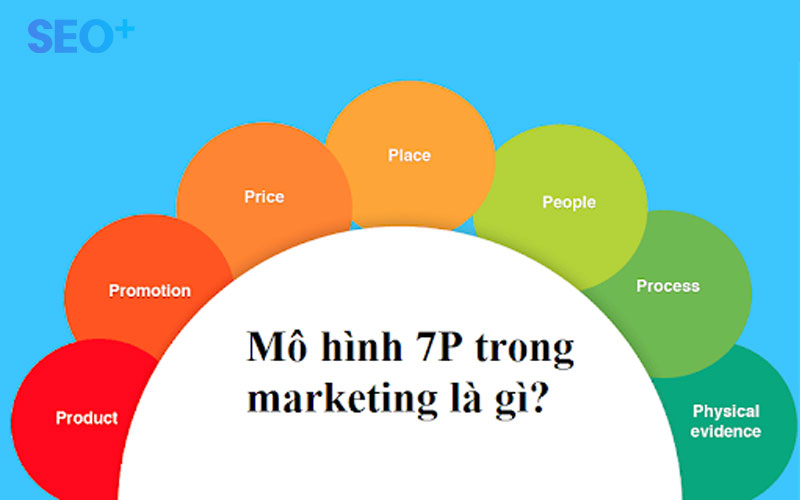 SEO+
Place
Price
People
Promotion
Process
Product
Physical
evidence
Mô hình 7P trong
marketing là gì?